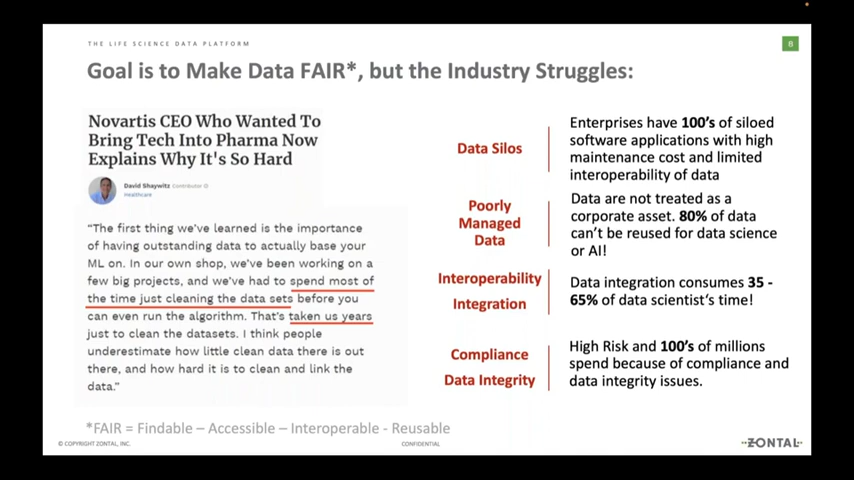 THE LIFE SCIENCE DATA PLATFORM
8
Goal is to Make Data FAIR*, but the Industry Struggles:
Novartis CEO Who Wanted To
Bring Tech Into Pharma Now
Explains Why It's So Hard
David Shaywitz Contributor
Healthcare
“The first thing we’ve learned is the importance
of having outstanding data to actually base your
ML on. In our own shop, we’ve been working on a
few big projects, and we’ve had to spend most of
the time just cleaning the data sets before you
can even run the algorithm. That’s taken us years
just to clean the datasets. I think people
underestimate how little clean data there is out
there, and how hard it is to clean and link the
data.”
Data Silos
Enterprises have 100’s of siloed
software applications with high
maintenance cost and limited
interoperability of data
Poorly
Managed
Data
Data are not treated as a
corporate asset. 80% of data
can’t be reused for data science
or AI!
Interoperability
Integration
Data integration consumes 35 -
65% of data scientist‘s time!
Compliance
Data Integrity
High Risk and 100’s of millions
spend because of compliance and
data integrity issues.
*FAIR = Findable – Accessible – Interoperable - Reusable
© COPYRIGHT ZONTAL, INC.
CONFIDENTIAL
ZONTAL